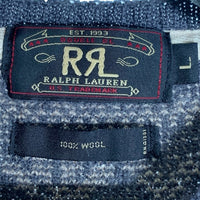 EST. 1993
RRL
RALPH LAUREN
U.S. TRADEMARK
L
100% WOOL